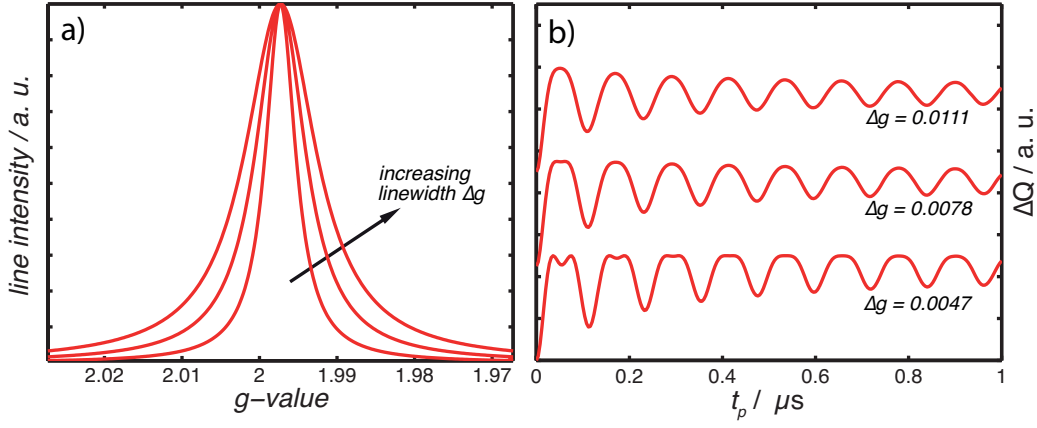 a)
line intensity / a. u.
increasing
linewidth Δg
2.02
2.01
2
1.99
1.98
1.97
g-value
b)
Δg = 0.0111
Δg = 0.0078
Δg = 0.0047
ΔQ / a. u.
0
0.2
0.4
0.6
0.8
1
tp / μs